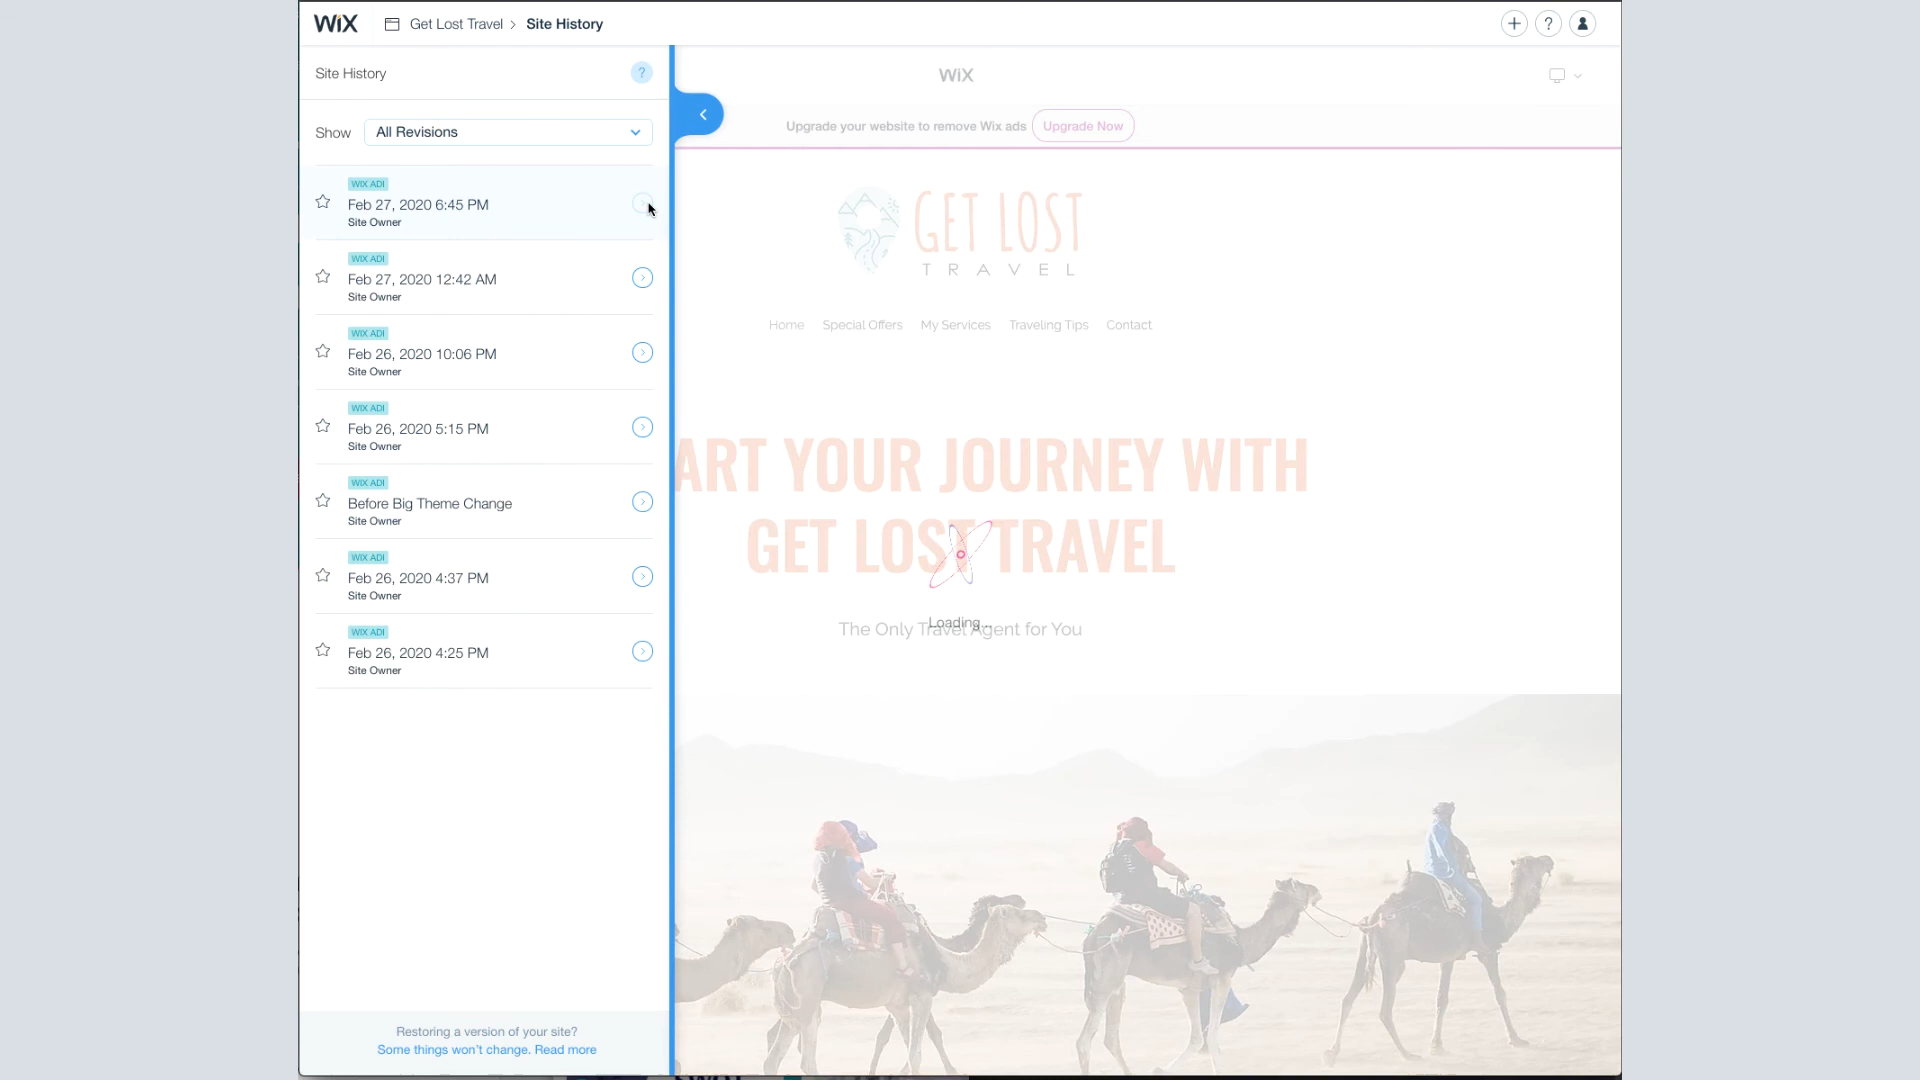 WiX
Get Lost Travel > Site History
?
Site History
?
Show
All Revisions
WIX ADI
Feb 27, 2020 6:45 PM
Site Owner
WIX ADI
Feb 27, 2020 12:42 AM
Site Owner
WIX ADI
Feb 26, 2020 10:06 PM
Site Owner
WIX ADI
Feb 26, 2020 5:15 PM
Site Owner
WIX ADI
Before Big Theme Change
Site Owner
WIX ADI
Feb 26, 2020 4:37 PM
Site Owner
WIX ADI
Feb 26, 2020 4:25 PM
Site Owner
Restoring a version of your site?
Some things won't change. Read more
WiX
Upgrade your website to remove Wix ads Upgrade Now
GET LOST
TRAVEL
Home Special Offers My Services Traveling Tips Contact
ART YOUR JOURNEY WITH
GET LOST TRAVEL
Loading...
The Only Travel Agent for You